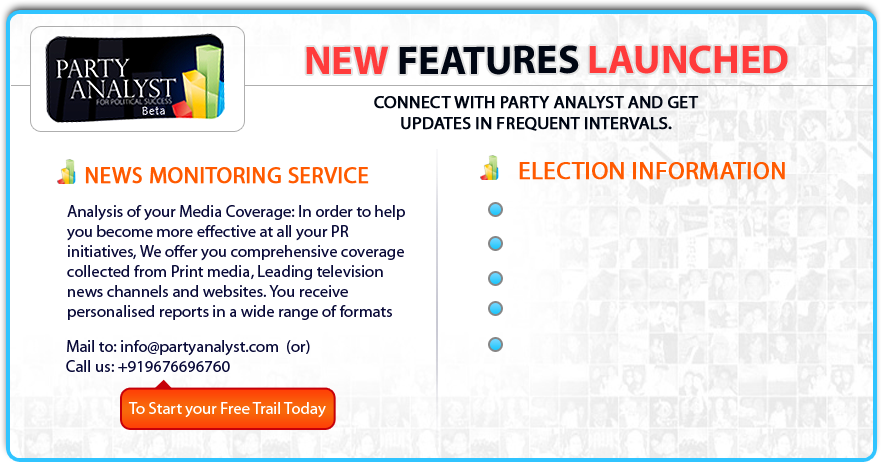 PARTY
ANALYST
FOR POLITICAL SUCCESS
Beta
NEW FEATURES LAUNCHED
CONNECT WITH PARTY ANALYST AND GET
UPDATES IN FREQUENT INTERVALS.
NEWS MONITORING SERVICE
Analysis of your Media Coverage: In order to help
you become more effective at all your PR
initiatives, We offer you comprehensive coverage
collected from Print media, Leading television
news channels and websites. You receive
personalised reports in a wide range of formats
Mail to: info@partyanalyst.com (or)
Call us: +919676696760
To Start your Free Trail Today
ELECTION INFORMATION